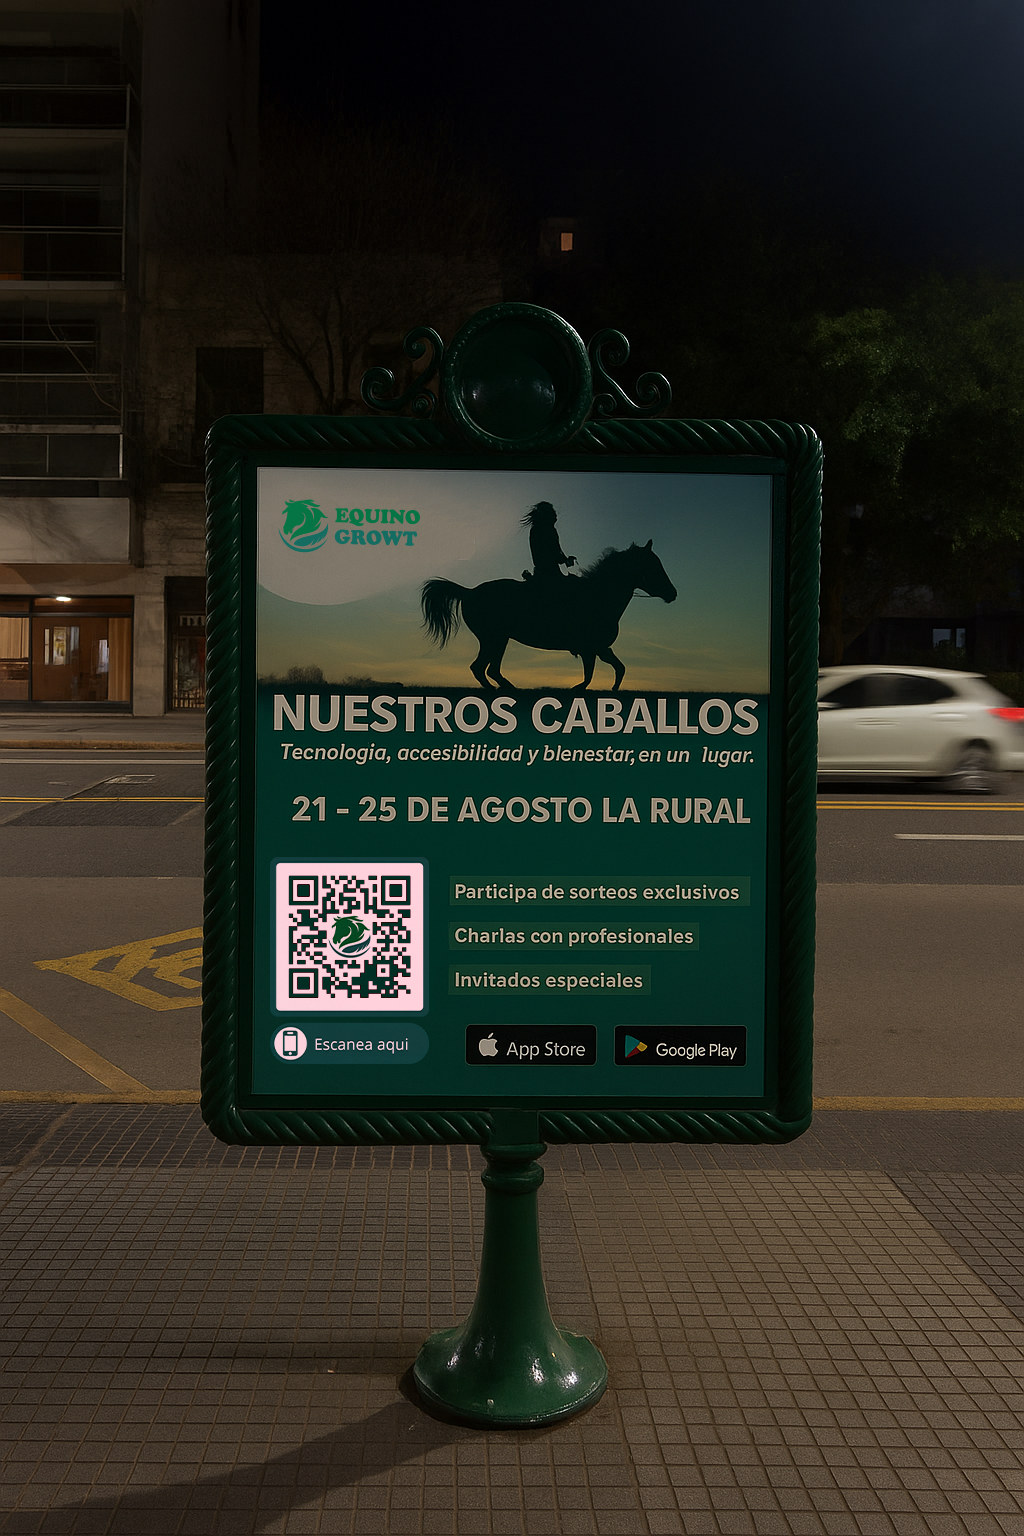 EQUINO
GROWT
NUESTROS CABALLOS
Tecnologia, accesibilidad y bienestar, en un lugar.
21 - 25 DE AGOSTO LA RURAL
Participa de sorteos exclusivos
Charlas con profesionales
Invitados especiales
Escanea aqui
App Store
Google Play